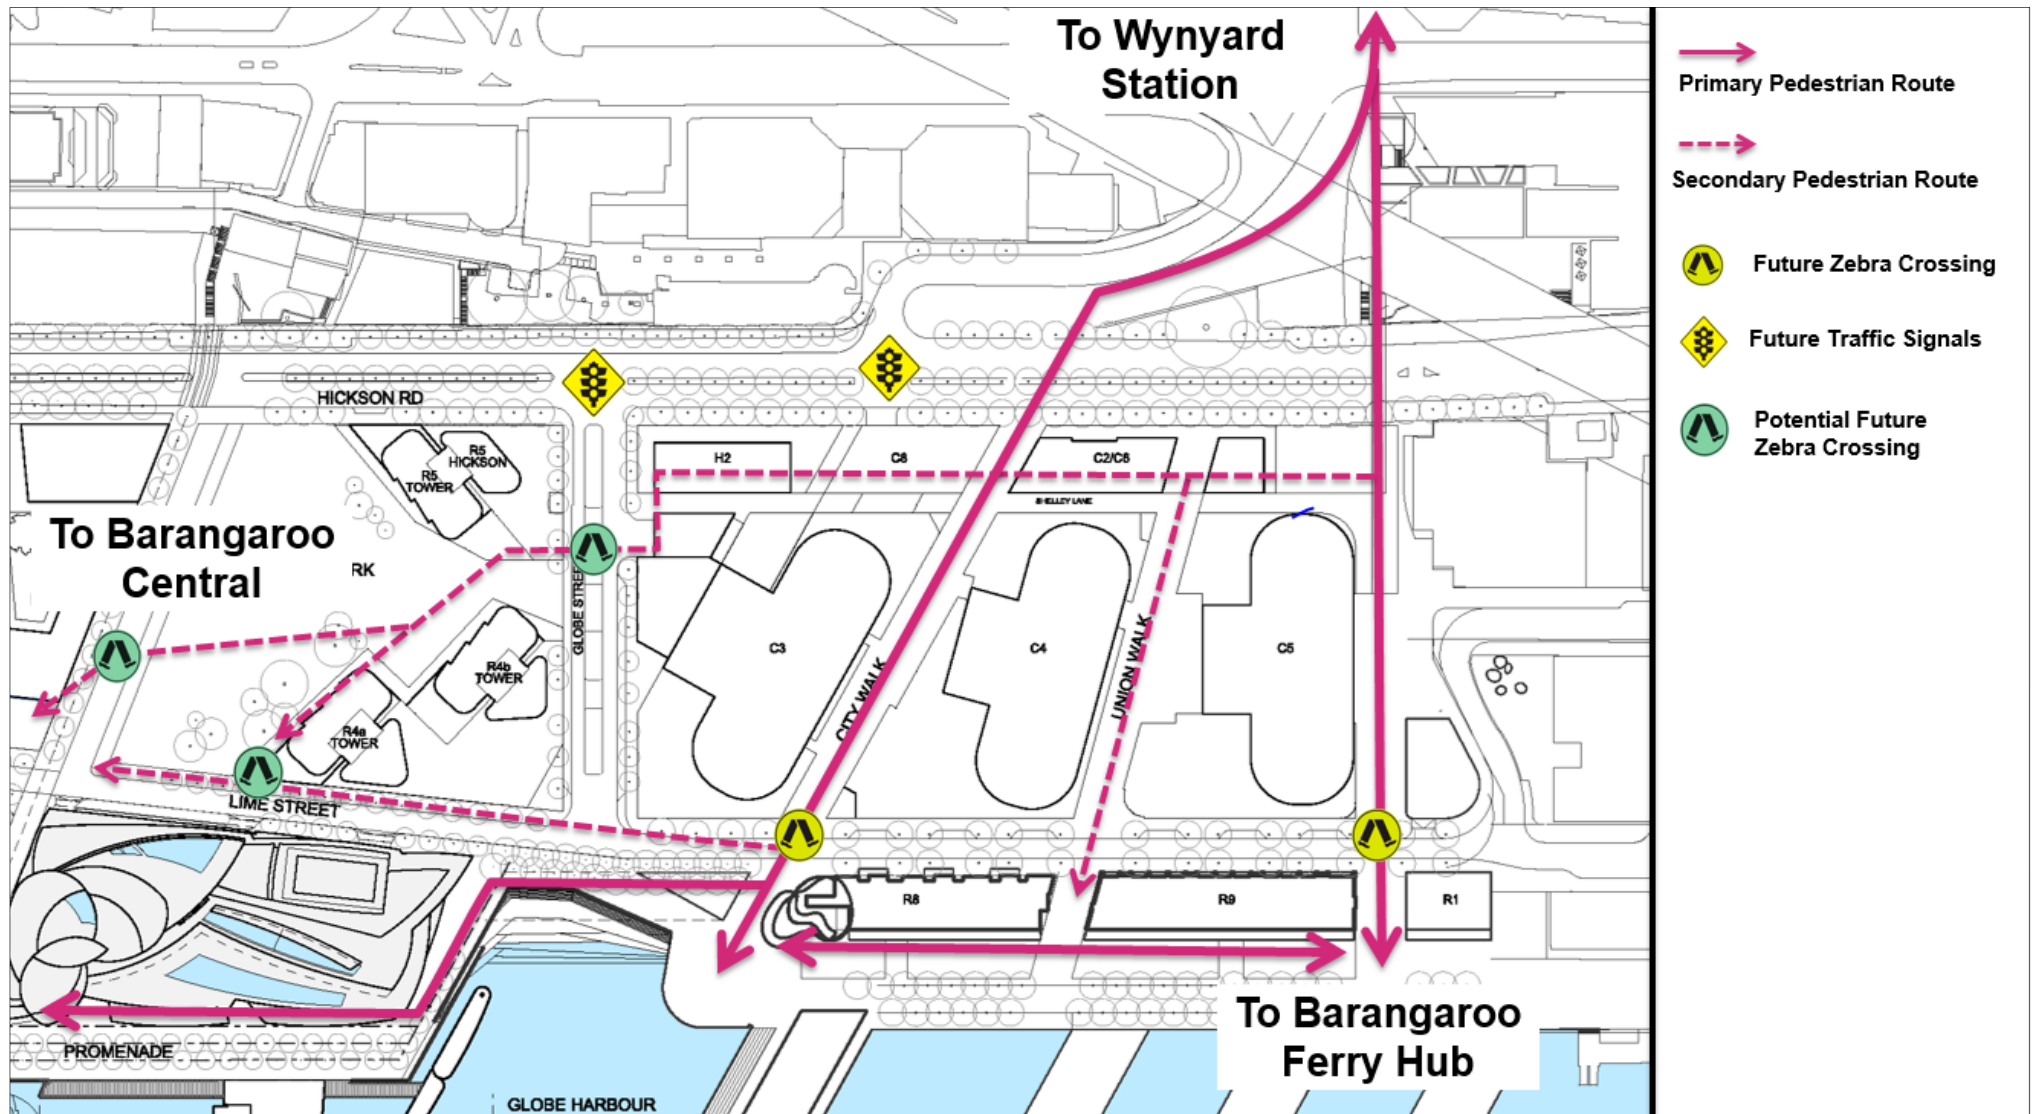 To Wynyard
Station
Primary Pedestrian Route
Secondary Pedestrian Route
Future Zebra Crossing
Future Traffic Signals
Potential Future
Zebra Crossing
HICKSON RD
R5
HICKSON
R5
TOWER
H2
C8
C2/C6
SHELLEY LANE
To Barangaroo
Central
RK
GLOBE STREE
R4b
TOWER
R4a
TOWER
C3
CITY WALK
C4
UNION WALK
C5
LIME STREET
R8
R9
R1
To Barangaroo
Ferry Hub
PROMENADE
GLOBE HARBOUR